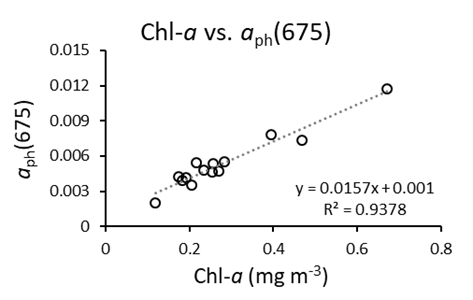 Chl-a vs. aph(675)
0.015
0.012
0.009
0.006
0.003
0
aph(675)
y = 0.0157x + 0.001
R² = 0.9378
0 0.2 0.4 0.6 0.8
Chl-a (mg m⁻³)